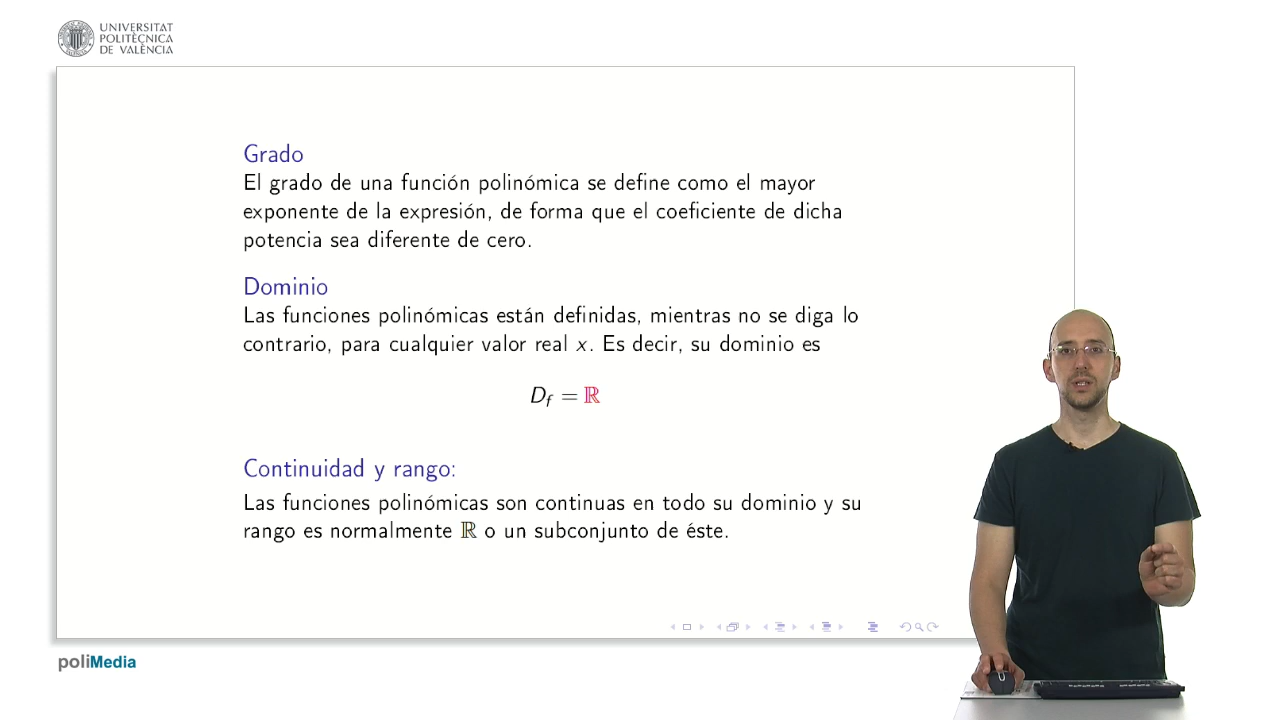 UNIVERSITAT
POLITÈCNICA
DE VALÈNCIA
Grado
El grado de una función polinómica se define como el mayor
exponente de la expresión, de forma que el coeficiente de dicha
potencia sea diferente de cero.
Dominio
Las funciones polinómicas están definidas, mientras no se diga lo
contrario, para cualquier valor real x. Es decir, su dominio es
D_f = ℝ
Continuidad y rango:
Las funciones polinómicas son continuas en todo su dominio y su
rango es normalmente ℝ o un subconjunto de éste.
poliMedia